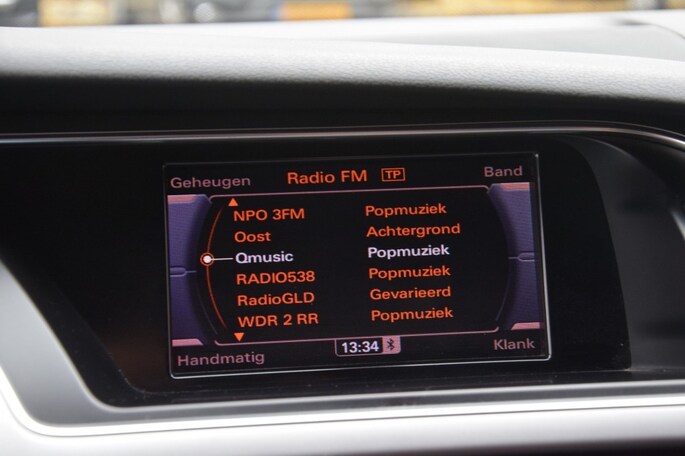 Geheugen Radio FM TP Band
NPO 3FM Popmuziek
Oost Achtergrond
Qmusic Popmuziek
RADIO538 Popmuziek
RadioGLD Gevarieerd
WDR 2 RR Popmuziek
Handmatig 13:34 Klank